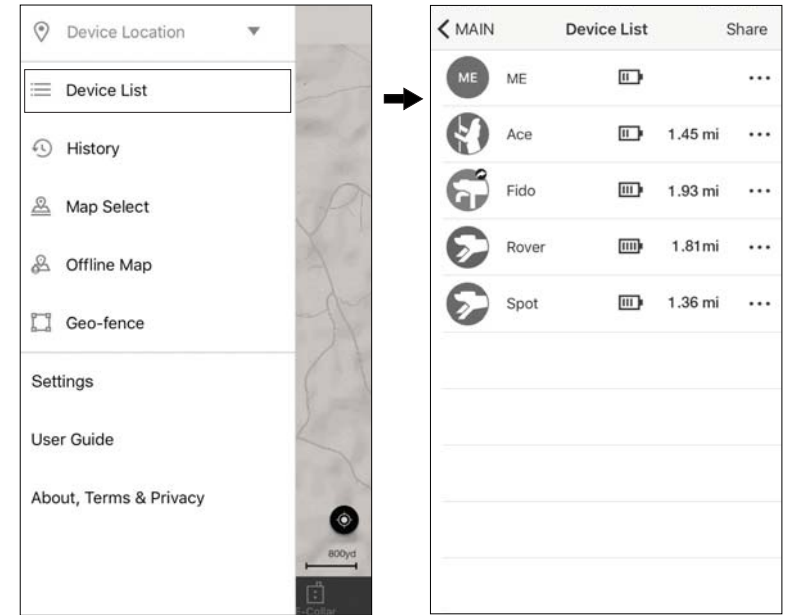 Device Location
Device List
History
Map Select
Offline Map
Geo-fence
Settings
User Guide
About, Terms & Privacy
800yd
E-Collar
MAIN Device List Share
ME ME
Ace 1.45 mi
Fido 1.93 mi
Rover 1.81mi
Spot 1.36 mi